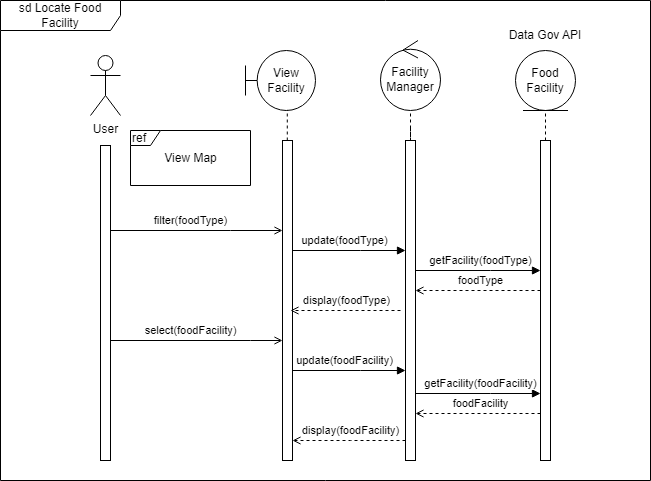 sd Locate Food
Facility
Data Gov API
View
Facility
Facility
Manager
Food
Facility
User
ref
View Map
filter(foodType)
update(foodType)
getFacility(foodType)
foodType
display(foodType)
select(foodFacility)
update(foodFacility)
getFacility(foodFacility)
foodFacility
display(foodFacility)